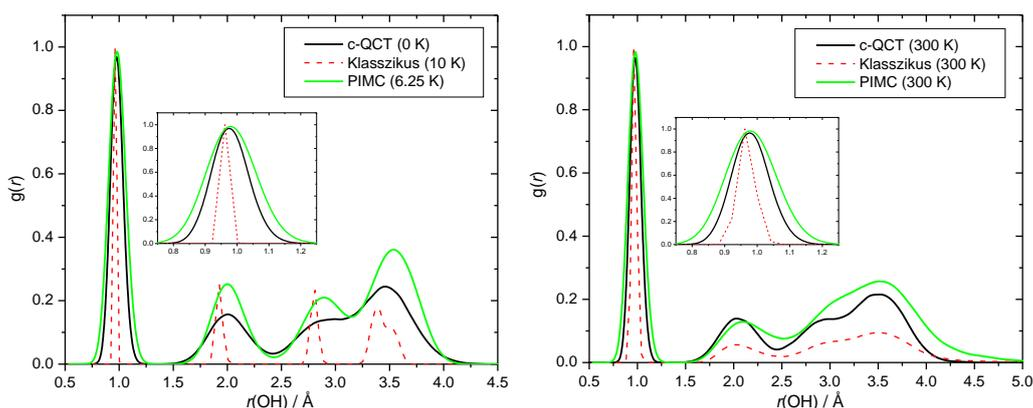 c-QCT (0 K)
Klasszikus (10 K)
PIMC (6.25 K)
g(r)
1.0
0.8
0.6
0.4
0.2
0.0
0.5 1.0 1.5 2.0 2.5 3.0 3.5 4.0 4.5
r(OH) / Å
1.0
0.8
0.6
0.4
0.2
0.0
0.8 0.9 1.0 1.1 1.2
c-QCT (300 K)
Klasszikus (300 K)
PIMC (300 K)
g(r)
1.0
0.8
0.6
0.4
0.2
0.0
0.5 1.0 1.5 2.0 2.5 3.0 3.5 4.0 4.5 5.0
r(OH) / Å
1.0
0.8
0.6
0.4
0.2
0.0
0.8 0.9 1.0 1.1 1.2